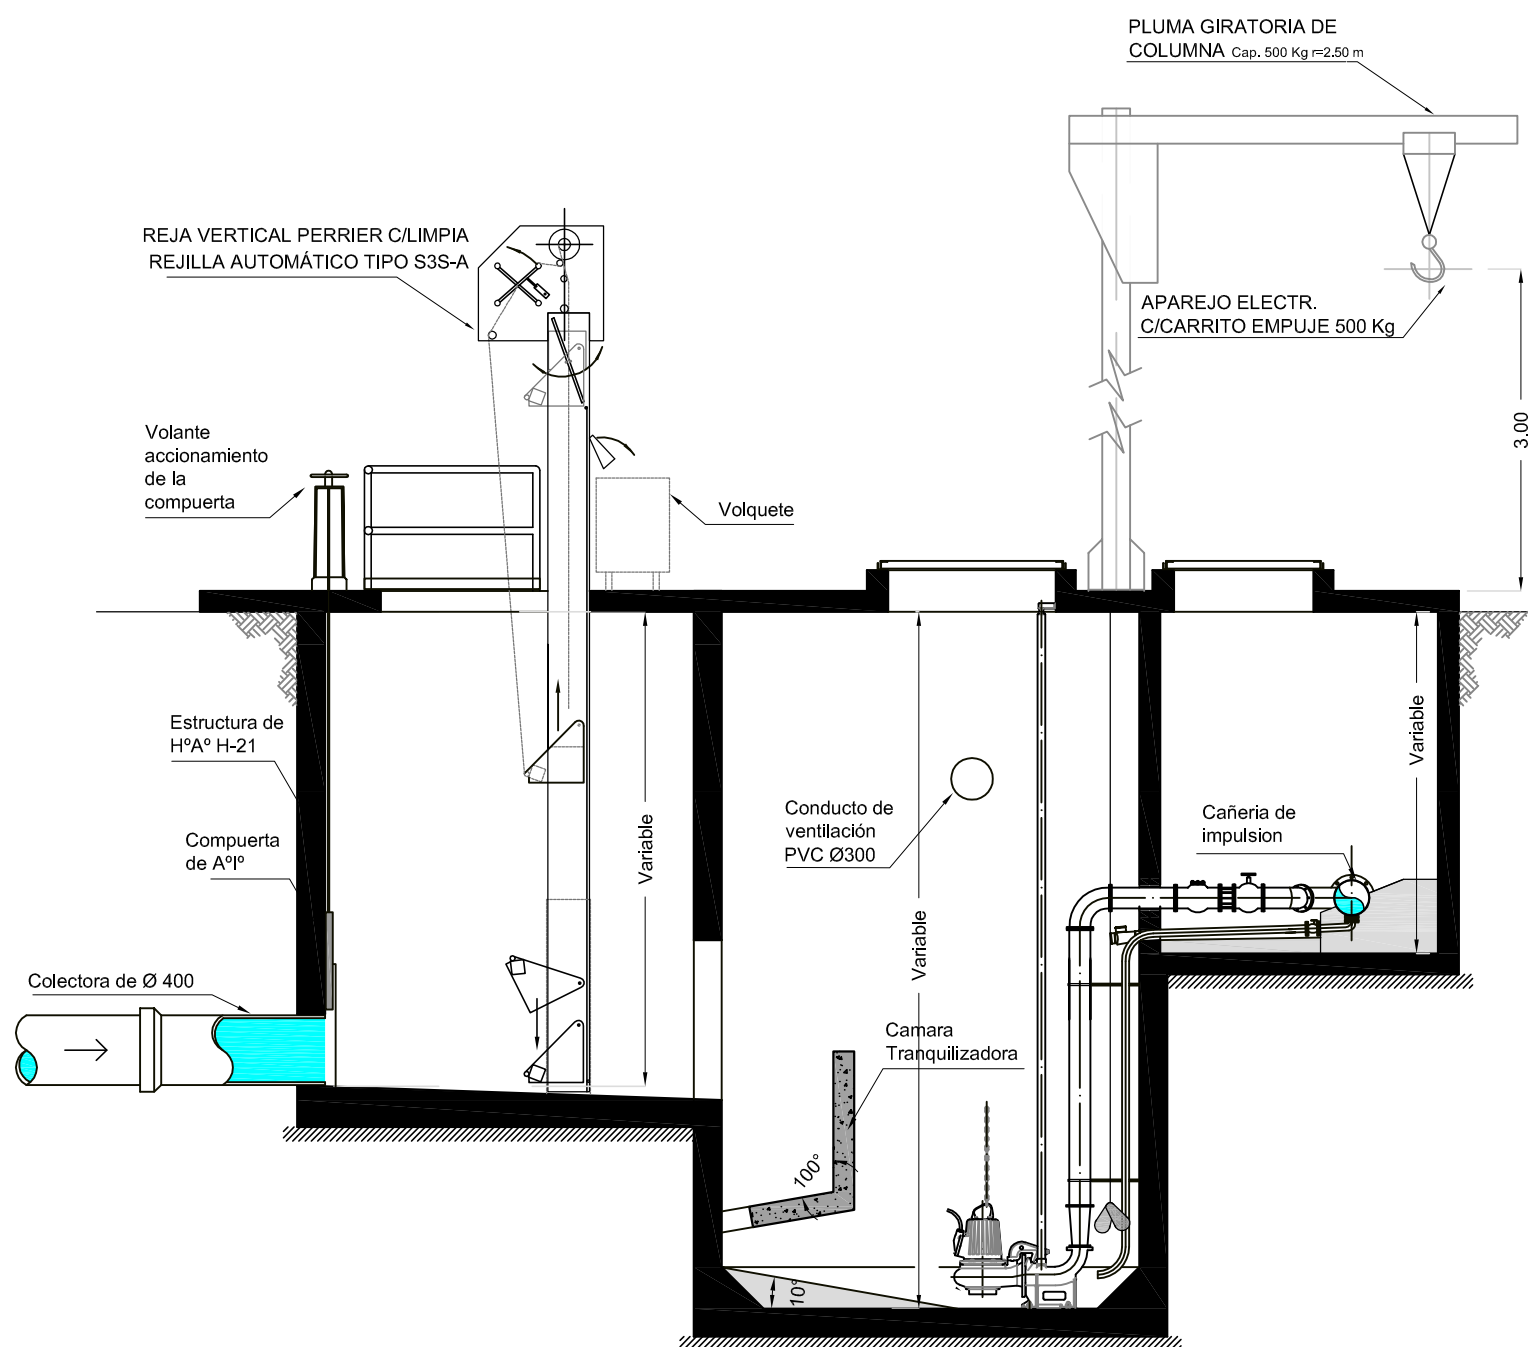 PLUMA GIRATORIA DE
COLUMNA Cap. 500 Kg r=2.50 m
REJA VERTICAL PERRIER C/LIMPIA
REJILLA AUTOMÁTICO TIPO S3S-A
APAREJO ELECTR.
C/CARRITO EMPUJE 500 Kg
3.00
Volante
accionamiento
de la
compuerta
Volquete
Estructura de
HºAº H-21
Compuerta
de AºIº
Variable
Conducto de
ventilación
PVC Ø300
Variable
Cañeria de
impulsion
Variable
Colectora de Ø 400
Camara
Tranquilizadora
100°
10°